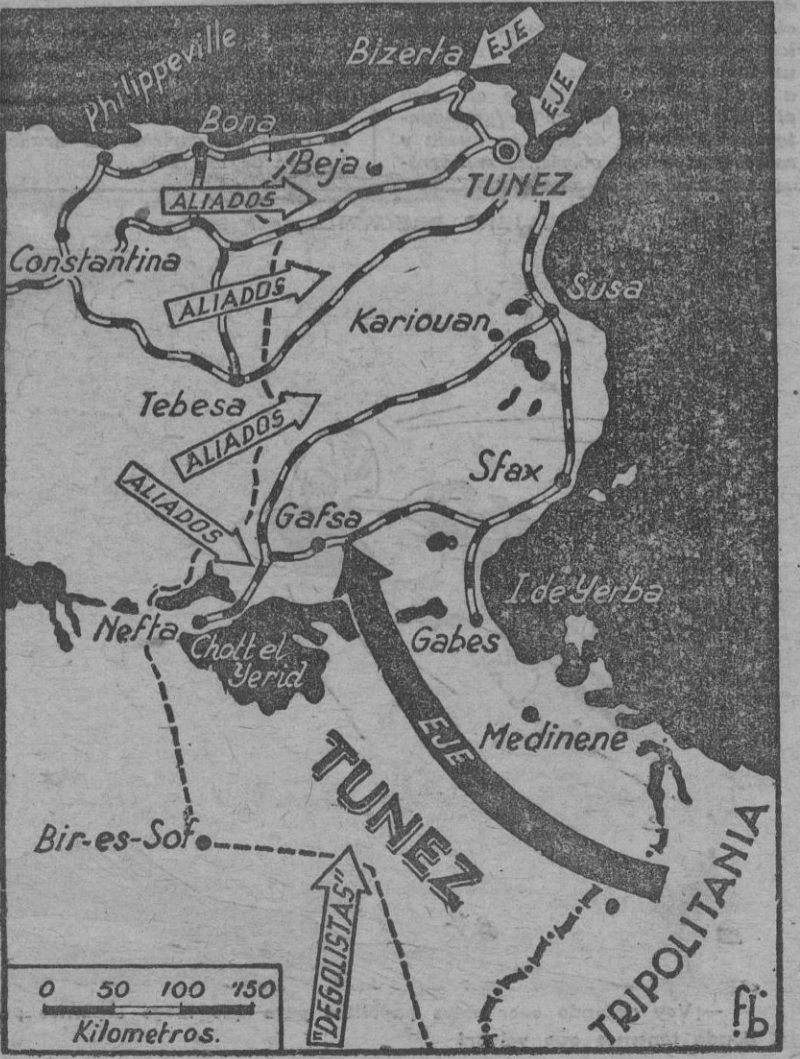 EJE
EJE
Philippeville
Bizerta
Bona
Beja
TUNEZ
ALIADOS
Constantina
ALIADOS
Susa
Kariouan
Tebesa
ALIADOS
ALIADOS
Sfax
Gafsa
I. de Yerba
Nefta
Chott el
Yerid
Gabes
EJE
Medinene
TUNEZ
Bir-es-Sof
"DEGOLISTAS"
TRIPOLITANIA
0 50 100 150
Kilometros.
fb